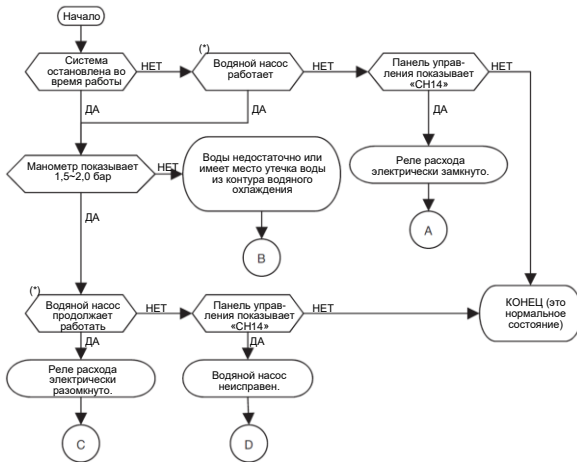 Начало
Система
остановлена во
время работы
НЕТ
(*)
Водяной насос
работает
НЕТ
Панель управ-
ления показывает
«CH14»
НЕТ
ДА
ДА
ДА
Манометр показывает
1,5~2,0 бар
НЕТ
Воды недостаточно или
имеет место утечка воды
из контура водяного
охлаждения
Реле расхода
электрически замкнуто.
ДА
B
A
(*)
Водяной насос
продолжает
работать
НЕТ
Панель управ-
ления показывает
«CH14»
НЕТ
КОНЕЦ (это
нормальное
состояние)
ДА
ДА
Реле расхода
электрически
разомкнуто.
Водяной насос
неисправен.
C
D